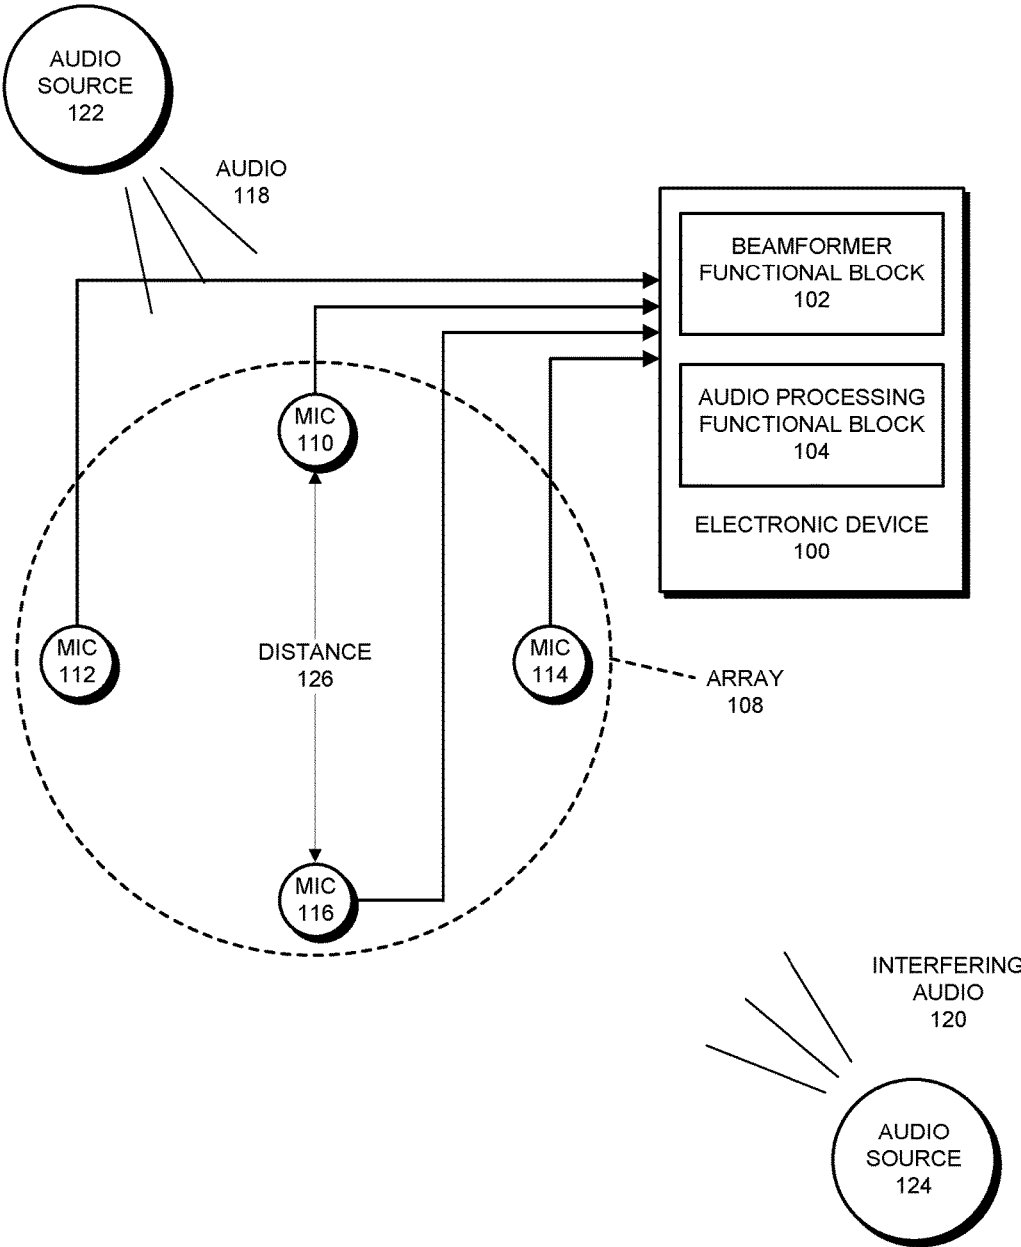 AUDIO
SOURCE
122
AUDIO
118
BEAMFORMER
FUNCTIONAL BLOCK
102
AUDIO PROCESSING
FUNCTIONAL BLOCK
104
ELECTRONIC DEVICE
100
MIC
110
MIC
112
DISTANCE
126
MIC
114
ARRAY
108
MIC
116
INTERFERING
AUDIO
120
AUDIO
SOURCE
124